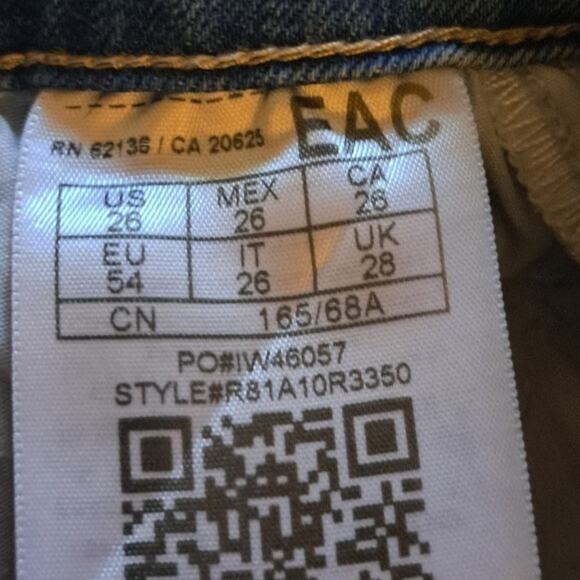 EAC
RN 62136 / CA 20625
US MEX CA
26 26 26
EU IT UK
54 26 28
CN 165/68A
PO#IW46057
STYLE#R81A10R3350